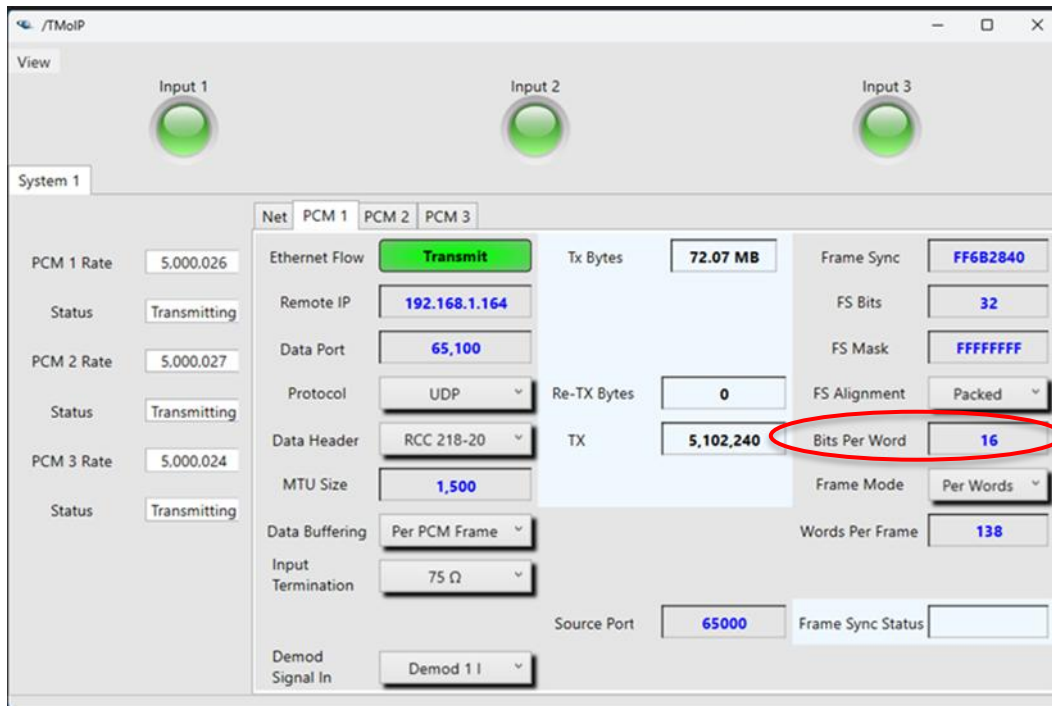 /TMoIP
View
Input 1 Input 2 Input 3
System 1
Net PCM 1 PCM 2 PCM 3
PCM 1 Rate 5,000,026
Status Transmitting
PCM 2 Rate 5,000,027
Status Transmitting
PCM 3 Rate 5,000,024
Status Transmitting
Ethernet Flow Transmit
Remote IP 192.168.1.164
Data Port 65,100
Protocol UDP
Data Header RCC 218-20
MTU Size 1,500
Data Buffering Per PCM Frame
Input
Termination 75 Ω
Demod
Signal In Demod 1 I
Tx Bytes 72.07 MB
Re-TX Bytes 0
TX 5,102,240
Source Port 65000
Frame Sync FF6B2840
FS Bits 32
FS Mask FFFFFFFF
FS Alignment Packed
Bits Per Word 16
Frame Mode Per Words
Words Per Frame 138
Frame Sync Status